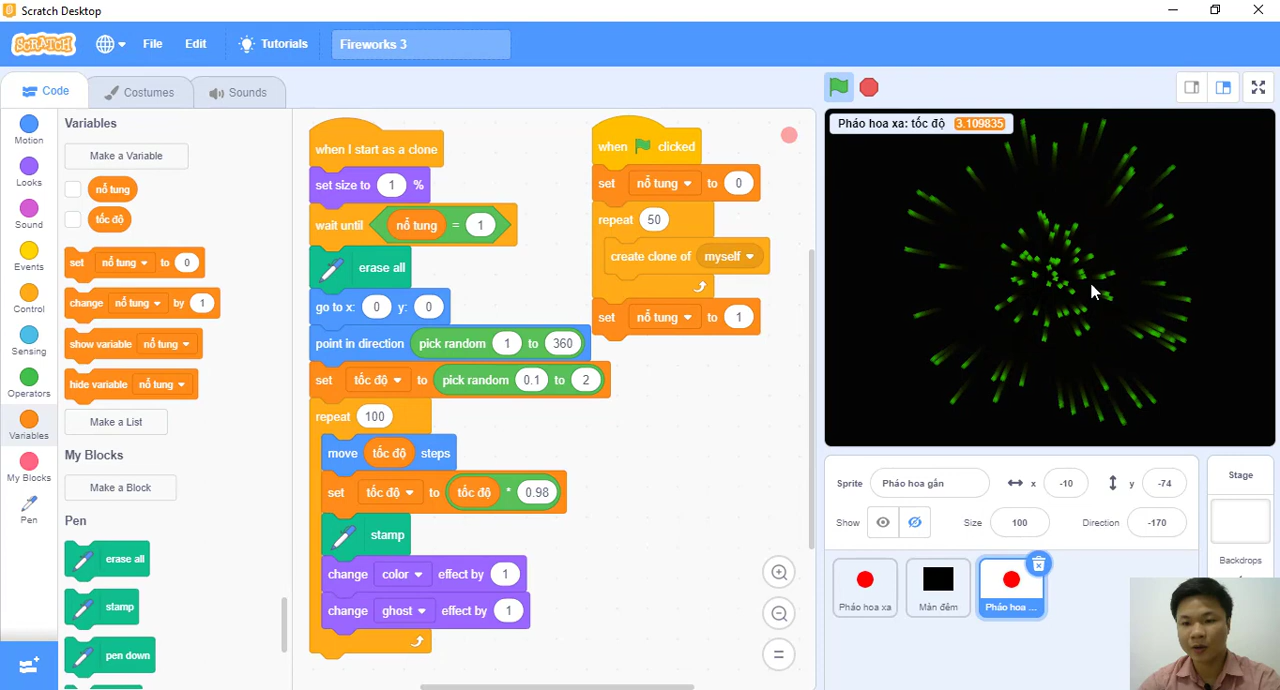 Scratch Desktop
SCRATCH
File
Edit
Tutorials
Fireworks 3
Code
Costumes
Sounds
Motion
Looks
Sound
Events
Control
Sensing
Operators
Variables
My Blocks
Pen
Variables
Make a Variable
nổ tung
tốc độ
set nổ tung to 0
change nổ tung by 1
show variable nổ tung
hide variable nổ tung
Make a List
My Blocks
Make a Block
Pen
erase all
stamp
pen down
when I start as a clone
set size to 1 %
wait until nổ tung = 1
erase all
go to x: 0 y: 0
point in direction pick random 1 to 360
set tốc độ to pick random 0.1 to 2
repeat 100
move tốc độ steps
set tốc độ to tốc độ * 0.98
stamp
change color effect by 1
change ghost effect by 1
when clicked
set nổ tung to 0
repeat 50
create clone of myself
set nổ tung to 1
Pháo hoa xa: tốc độ 3.109835
Sprite Pháo hoa gần x -10 y -74
Show Size 100 Direction -170
Pháo hoa xa
Màn đêm
Pháo hoa ...
Stage
Backdrops